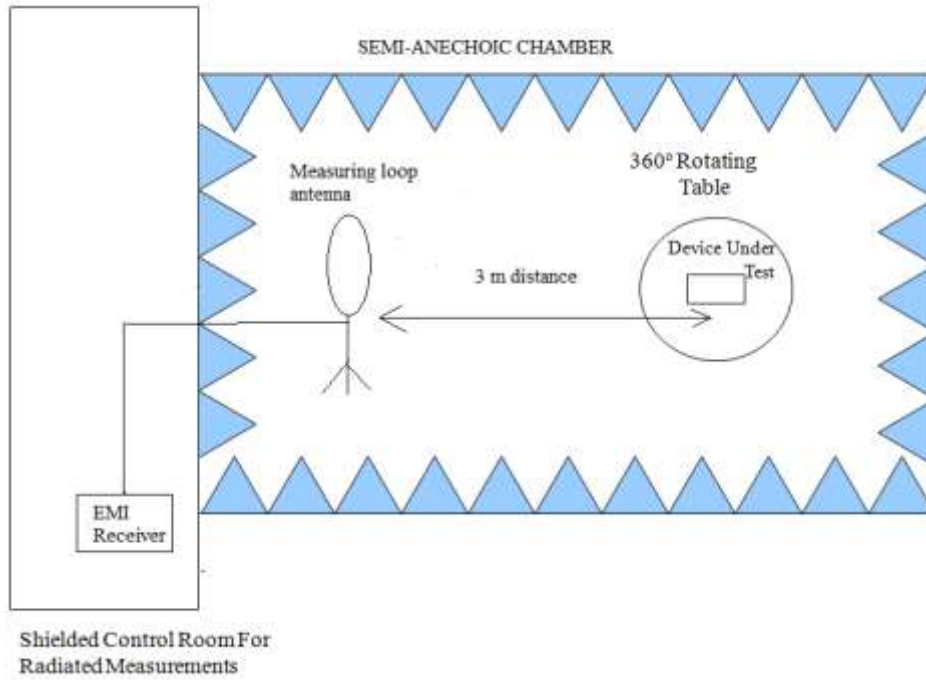 SEMI-ANECHOIC CHAMBER
Measuring loop
antenna
360° Rotating
Table
Device Under
Test
3 m distance
EMI
Receiver
Shielded Control Room For
Radiated Measurements